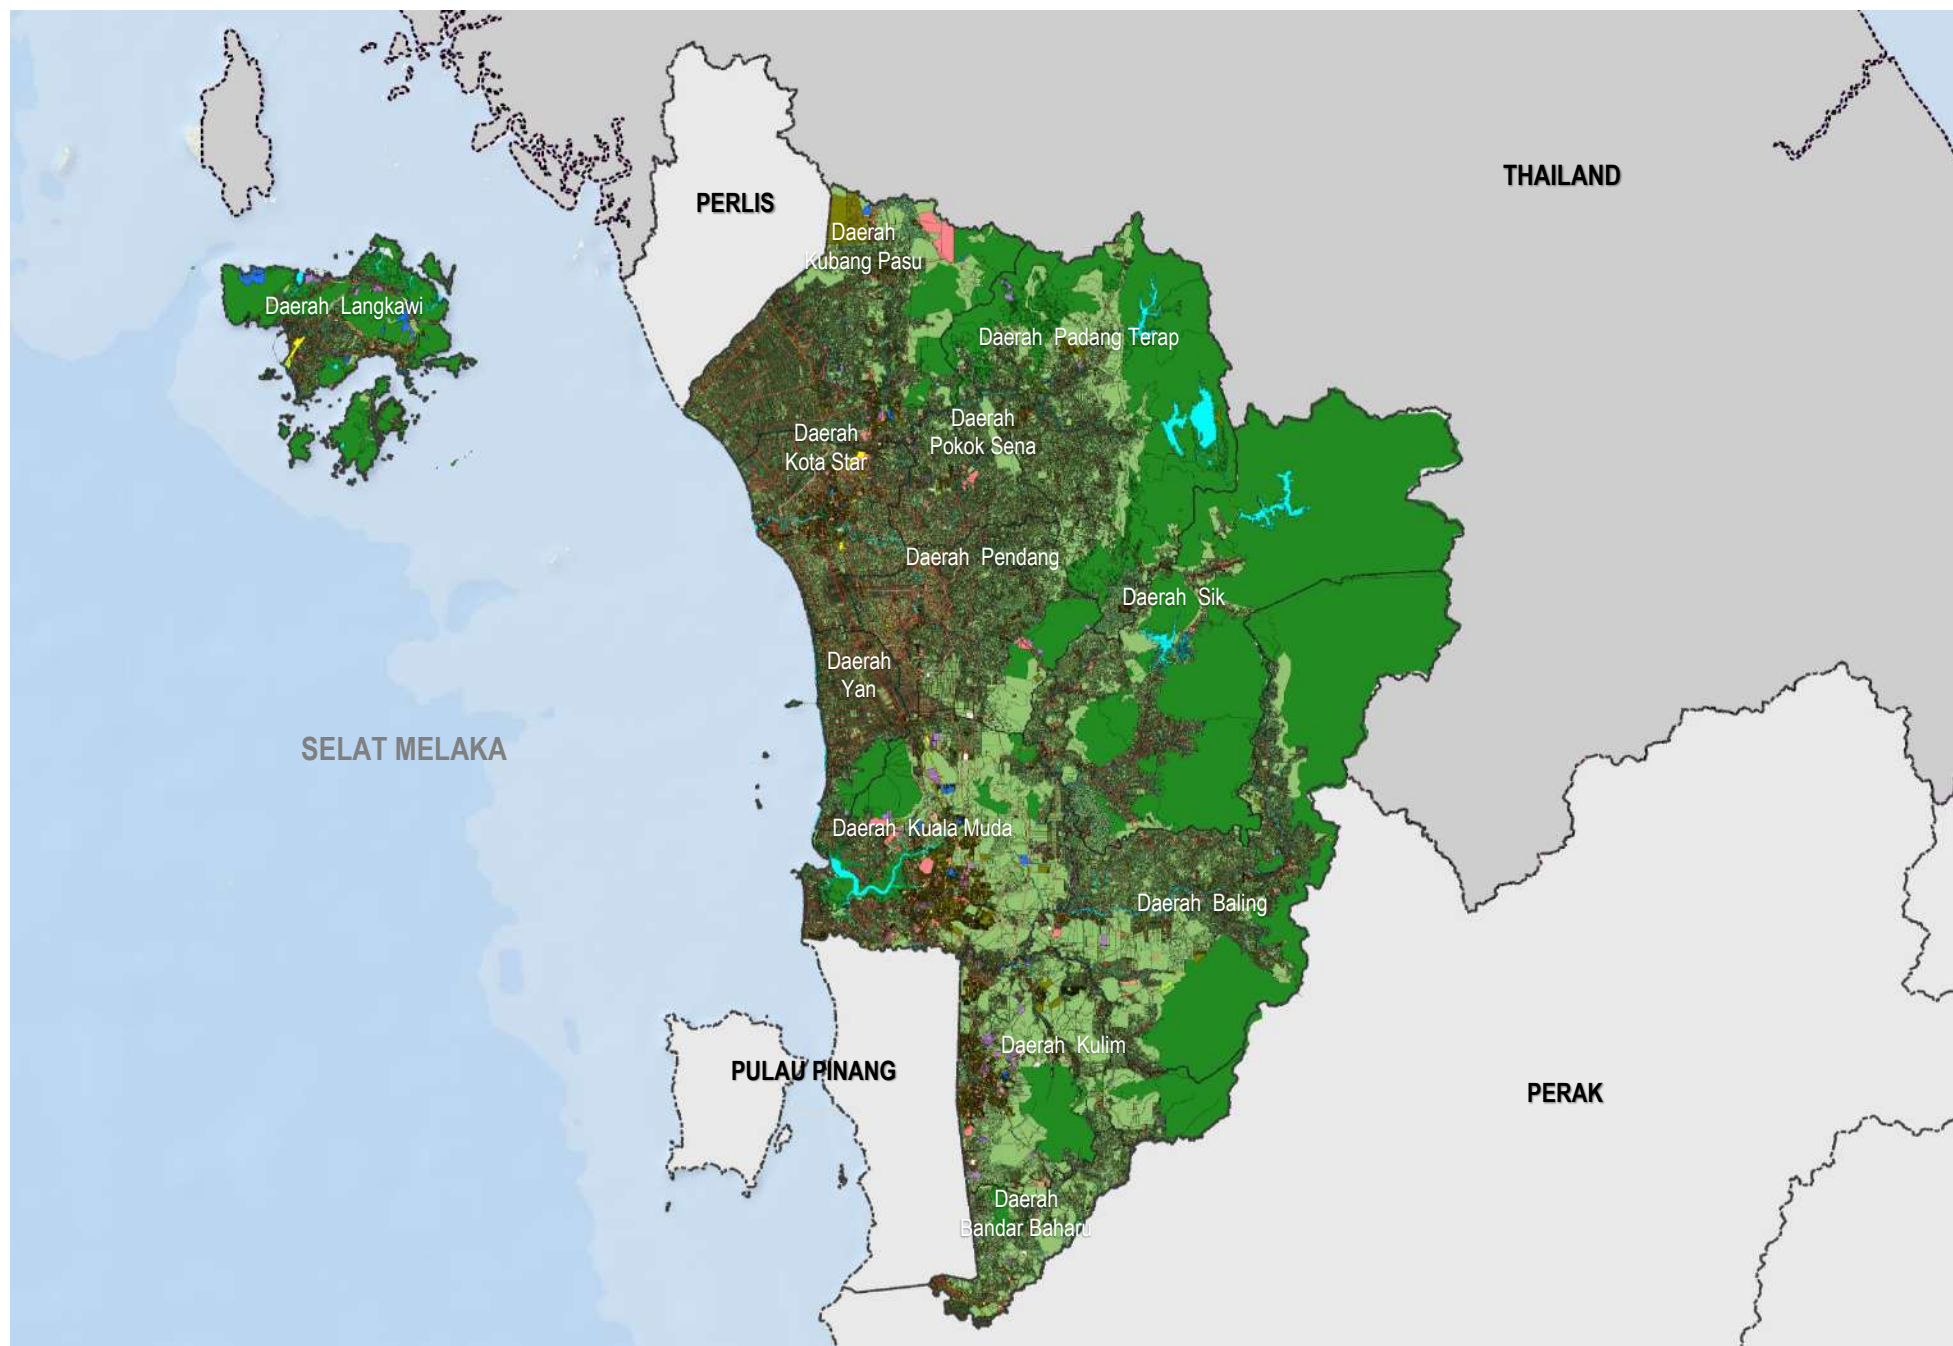 THAILAND
PERLIS
Daerah
Kubang Pasu
Daerah Langkawi
Daerah Padang Terap
Daerah
Pokok Sena
Daerah
Kota Star
Daerah Pendang
Daerah Sik
Daerah
Yan
SELAT MELAKA
Daerah Kuala Muda
Daerah Baling
Daerah Kulim
PULAU PINANG
PERAK
Daerah
Bandar Baharu